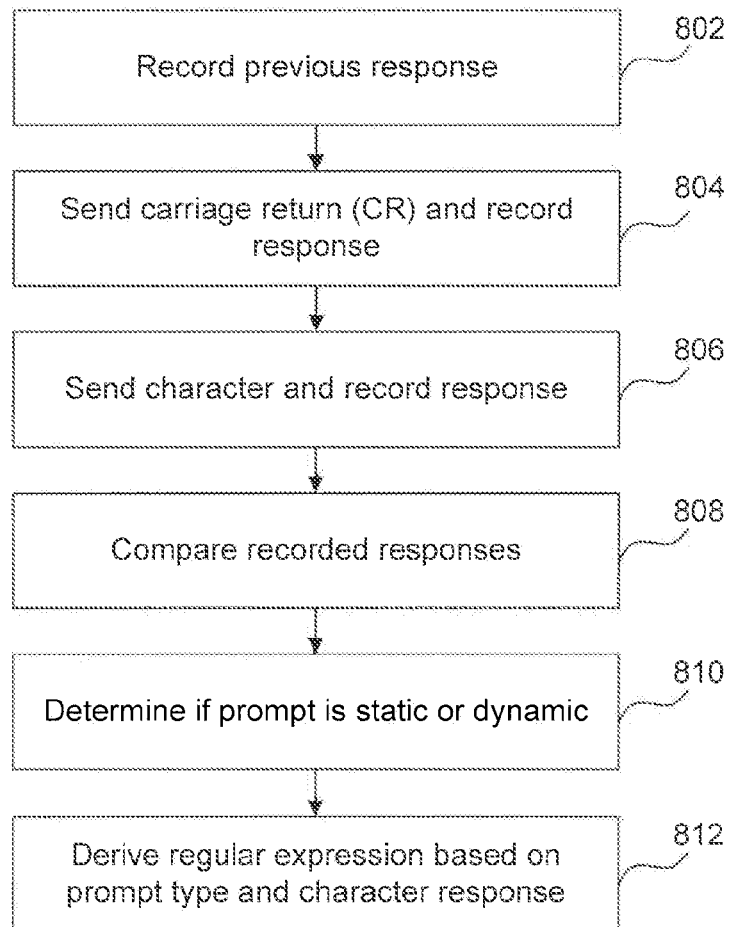 802
Record previous response
804
Send carriage return (CR) and record
response
806
Send character and record response
808
Compare recorded responses
810
Determine if prompt is static or dynamic
812
Derive regular expression based on
prompt type and character response